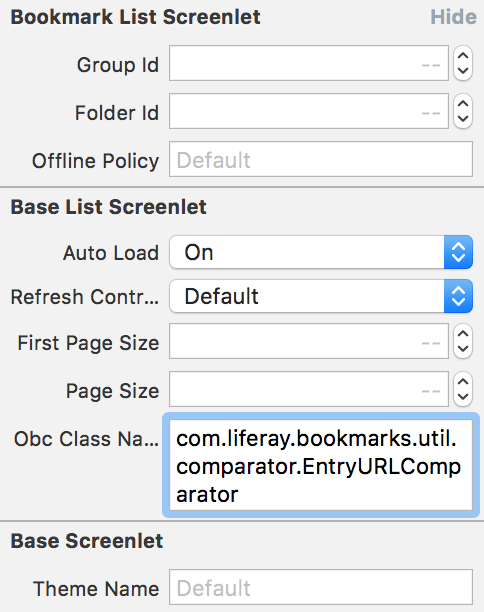 Bookmark List Screenlet Hide
Group Id --
Folder Id --
Offline Policy Default
Base List Screenlet
Auto Load On
Refresh Contr... Default
First Page Size --
Page Size --
Obc Class Na... com.liferay.bookmarks.util.
comparator.EntryURLComp
arator
Base Screenlet
Theme Name Default